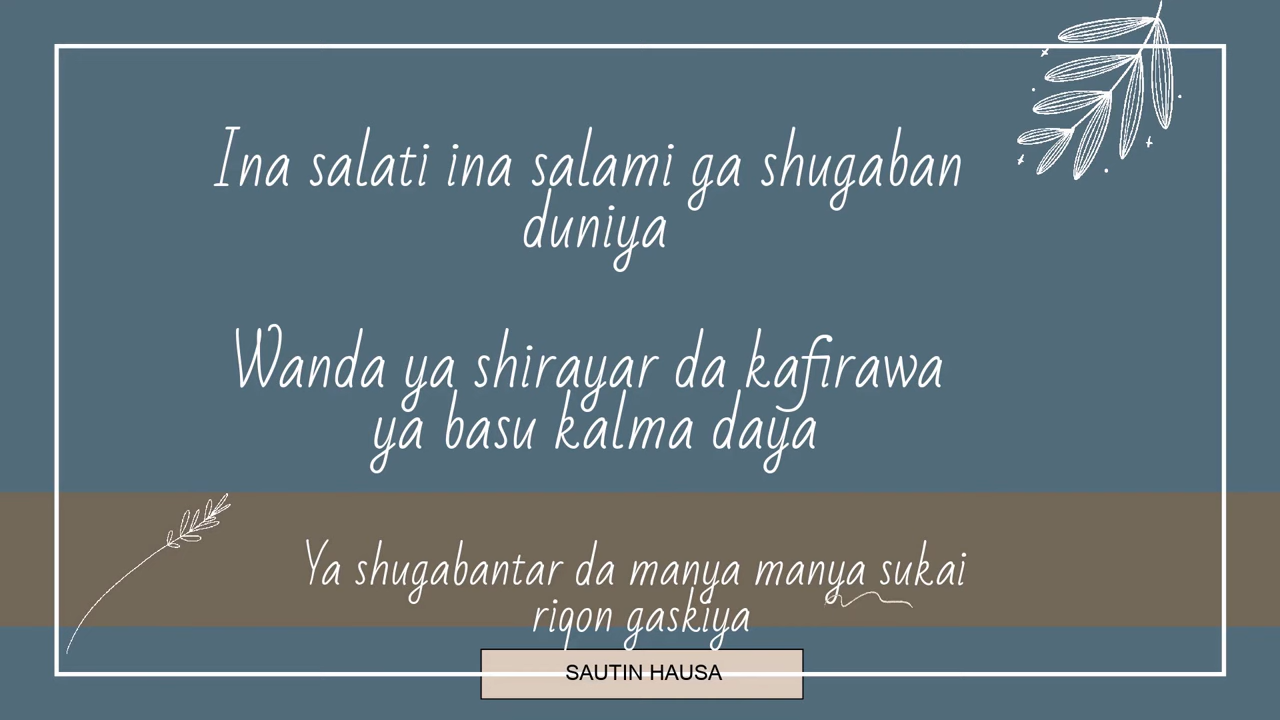 Ina salati ina salami ga shugaban
duniya
Wanda ya shirayar da kafirawa
ya basu kalma daya
Ya shugabantar da manya manya sukai
riqon gaskiya
SAUTIN HAUSA